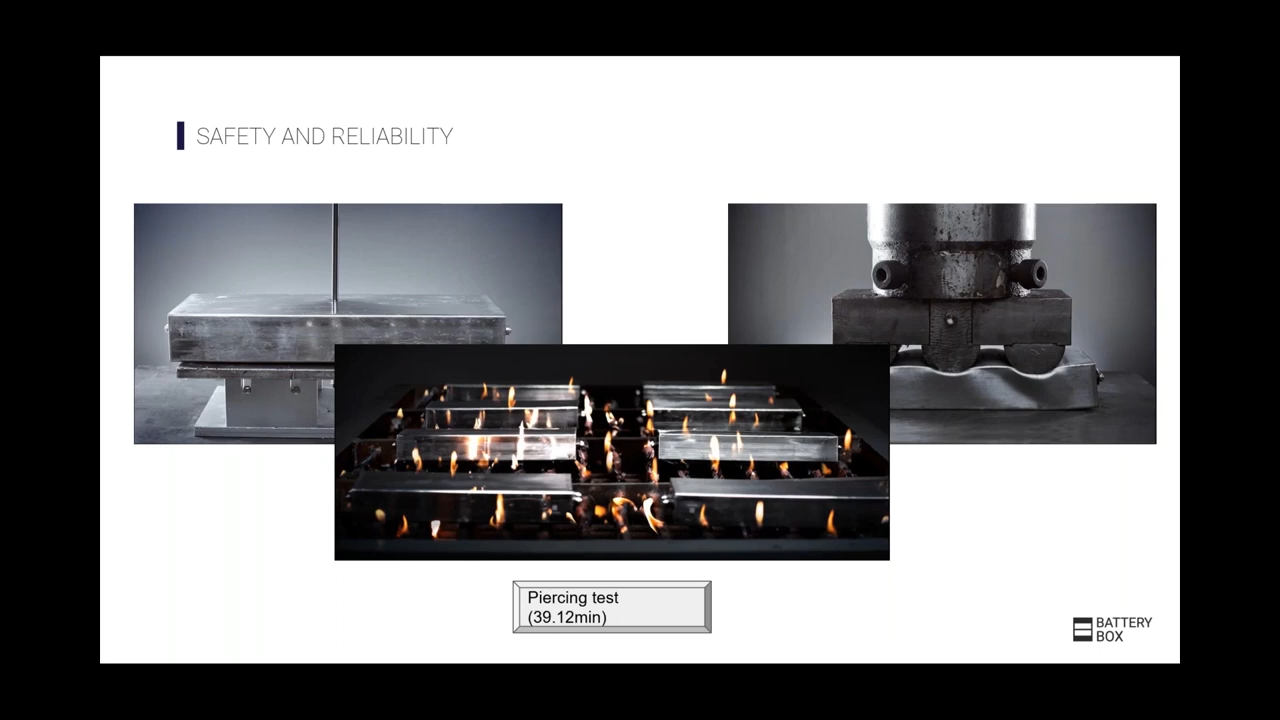 SAFETY AND RELIABILITY
Piercing test
(39.12min)
BATTERY
BOX